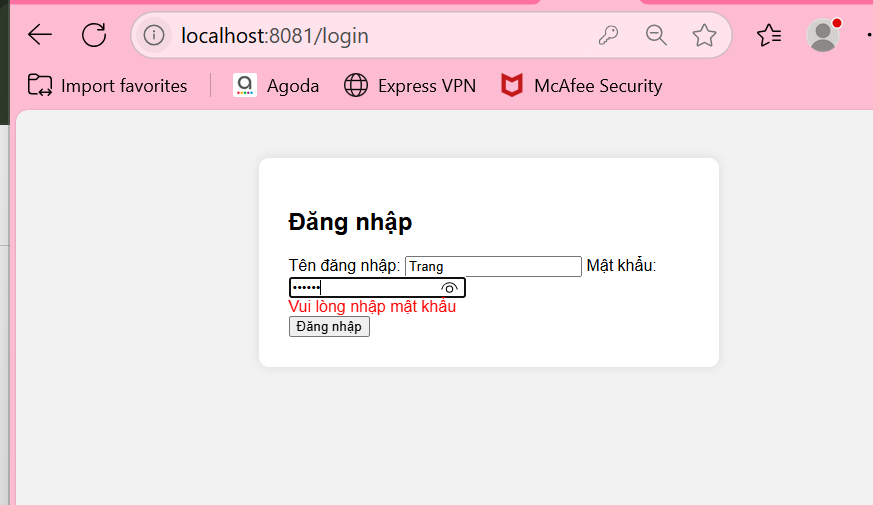 localhost:8081/login
Import favorites Agoda Express VPN McAfee Security
Đăng nhập
Tên đăng nhập: Trang Mật khẩu:
••••••
Vui lòng nhập mật khẩu
Đăng nhập